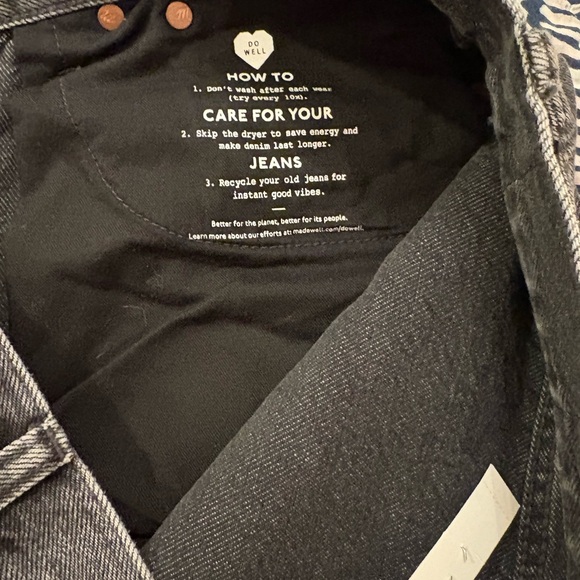 DO
WELL
HOW TO
1. Don't wash after each wear
(try every 10x).
CARE FOR YOUR
2. Skip the dryer to save energy and
make denim last longer.
JEANS
3. Recycle your old jeans for
instant good vibes.
Better for the planet, better for its people.
Learn more about our efforts at: madewell.com/dowell.